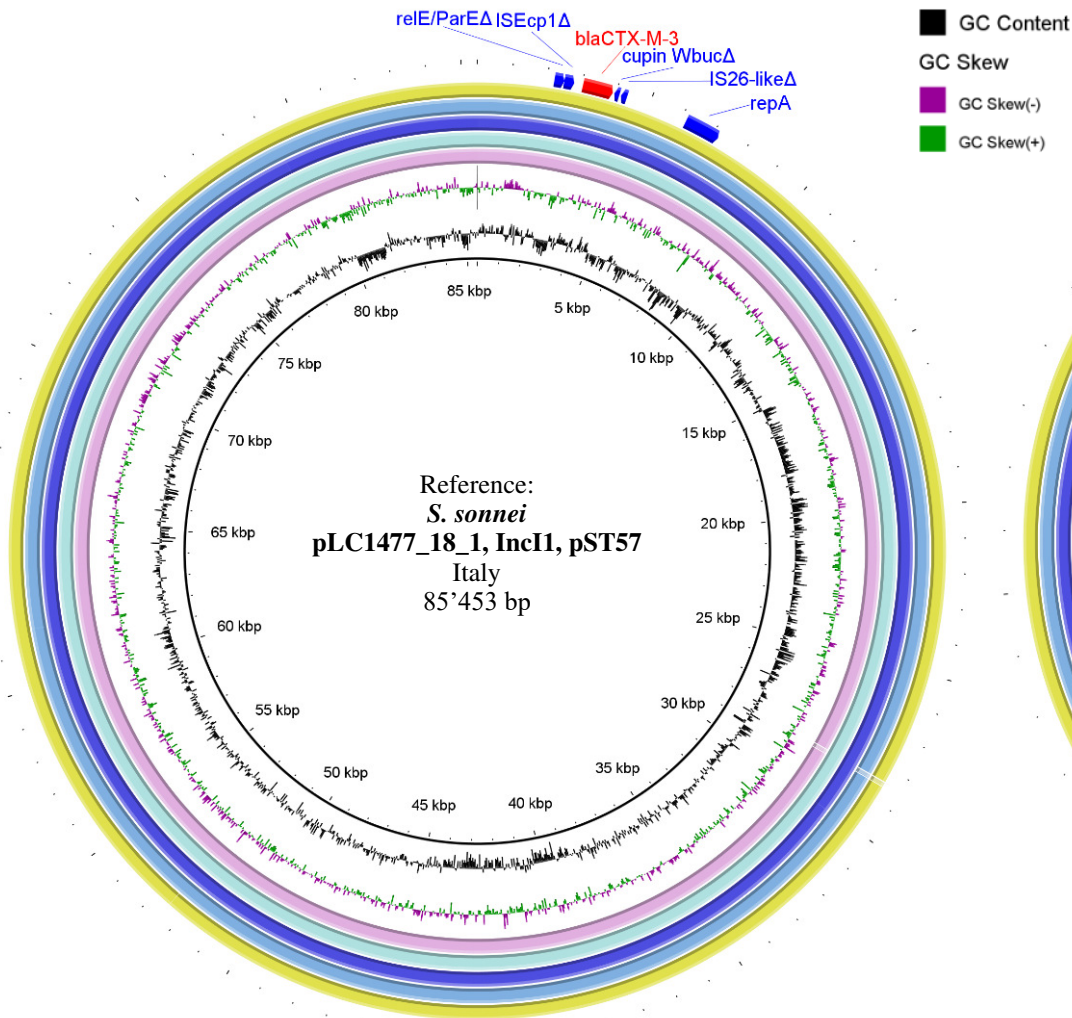 relE/ParEΔ ISEcp1Δ
blaCTX-M-3
cupin WbucΔ
IS26-likeΔ
repA
GC Content
GC Skew
GC Skew(-)
GC Skew(+)
85 kbp
5 kbp
10 kbp
15 kbp
20 kbp
25 kbp
30 kbp
35 kbp
40 kbp
45 kbp
50 kbp
55 kbp
60 kbp
65 kbp
70 kbp
75 kbp
80 kbp
Reference:
S. sonnei
pLC1477_18_1, IncI1, pST57
Italy
85’453 bp